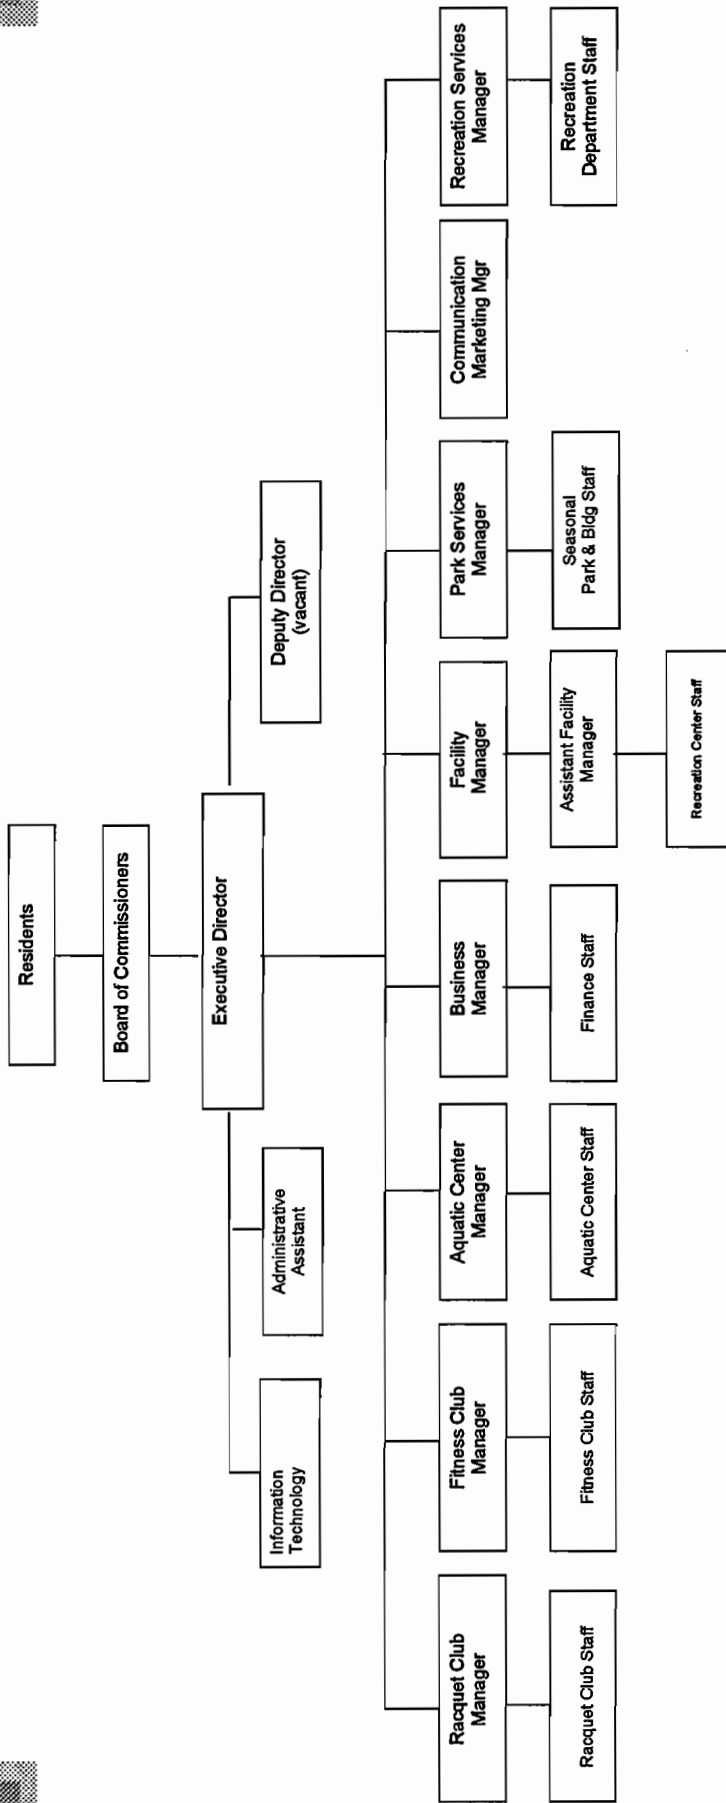 Residents
Board of Commissioners
Executive Director
Information
Technology
Administrative
Assistant
Deputy Director
(vacant)
Racquet Club
Manager
Fitness Club
Manager
Aquatic Center
Manager
Business
Manager
Facility
Manager
Park Services
Manager
Communication
Marketing Mgr
Recreation Services
Manager
Racquet Club Staff
Fitness Club Staff
Aquatic Center Staff
Finance Staff
Assistant Facility
Manager
Seasonal
Park & Bldg Staff
Recreation
Department Staff
Recreation Center Staff